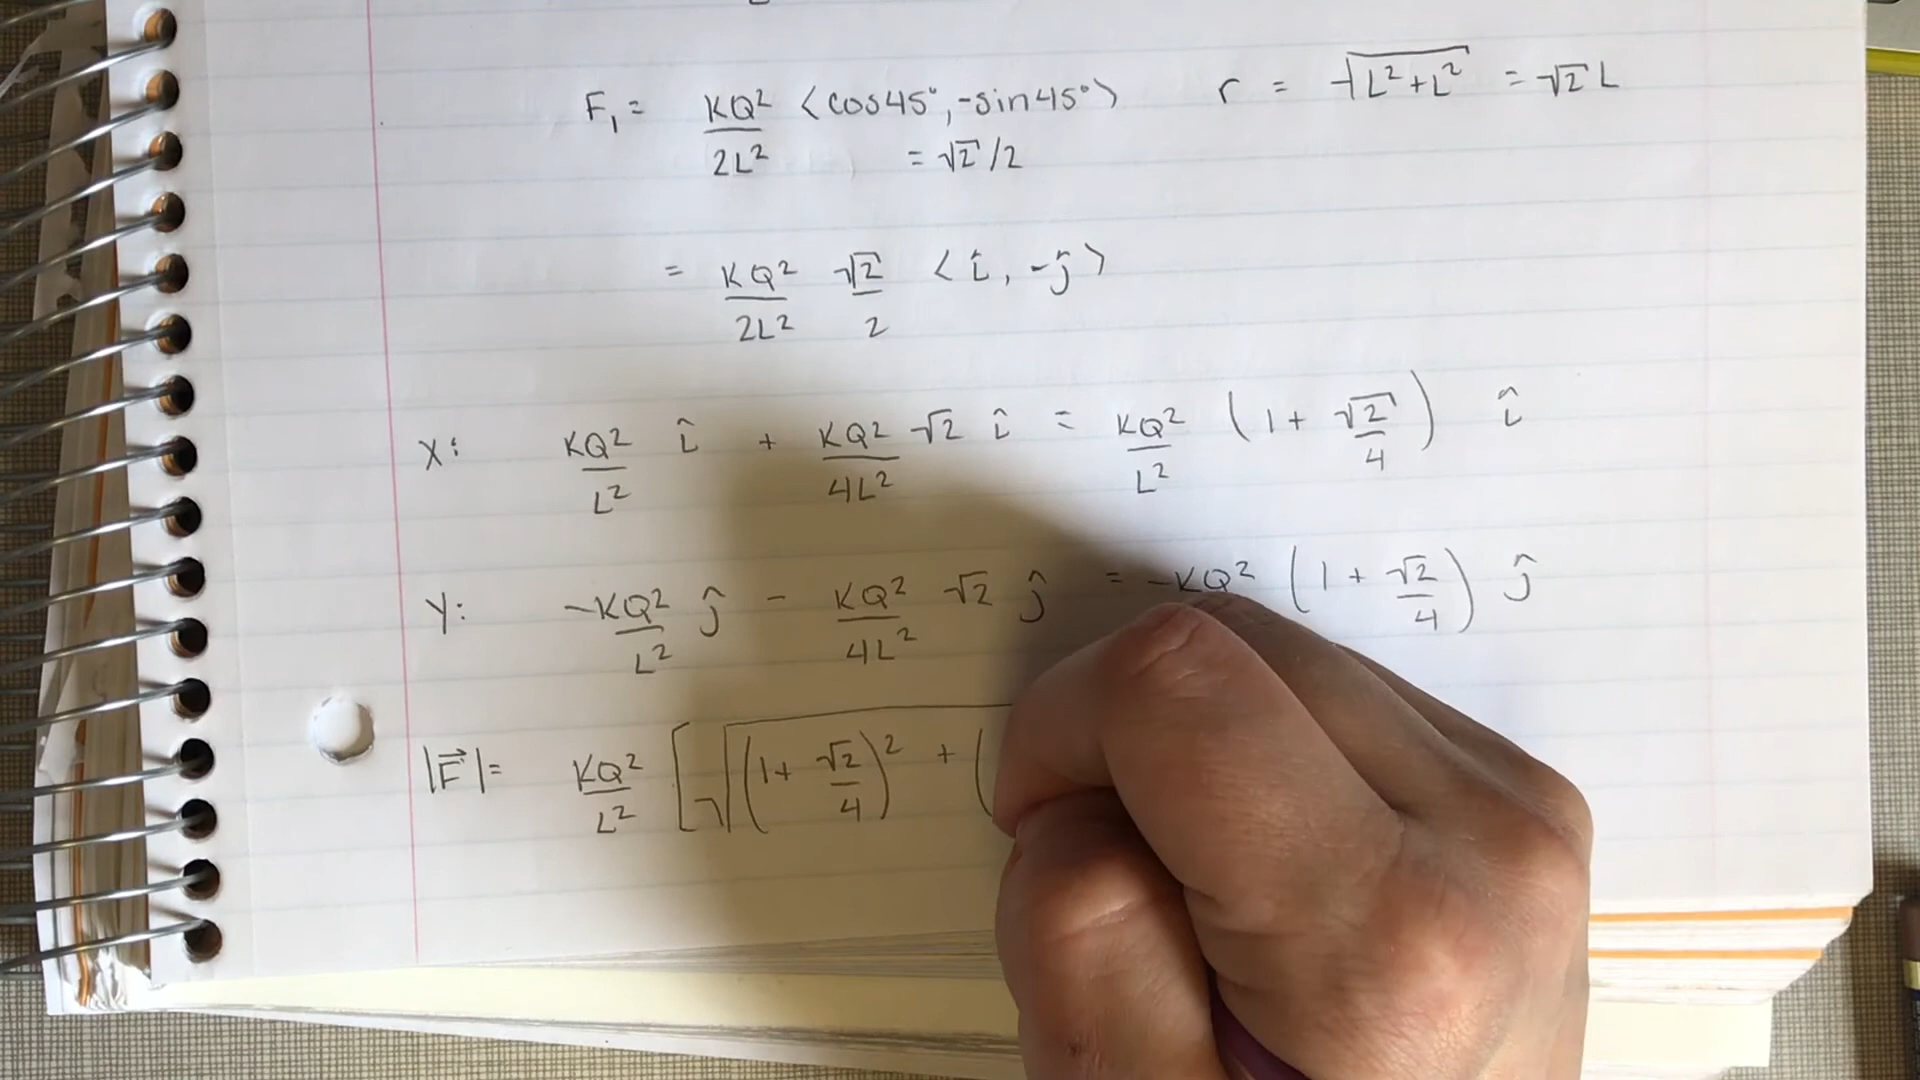 F₁ = KQ²/2L² ⟨cos45°, -sin45°⟩ r = √L²+L² = √2 L
= √2/2
= KQ²/2L² √2/2 ⟨î, -ĵ⟩
X: KQ²/L² î + KQ²/4L² √2 î = KQ²/L² (1 + √2/4) î
Y: -KQ²/L² ĵ - KQ²/4L² √2 ĵ = -KQ² (1 + √2/4) ĵ
|F⃗| = KQ²/L² [√(1+ √2/4)² + (